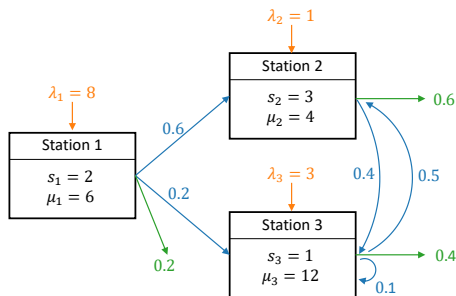 λ₂ = 1
Station 2
s₂ = 3
μ₂ = 4
0.6
λ₁ = 8
Station 1
s₁ = 2
μ₁ = 6
0.6
0.2
0.2
0.4
0.5
λ₃ = 3
Station 3
s₃ = 1
μ₃ = 12
0.4
0.1